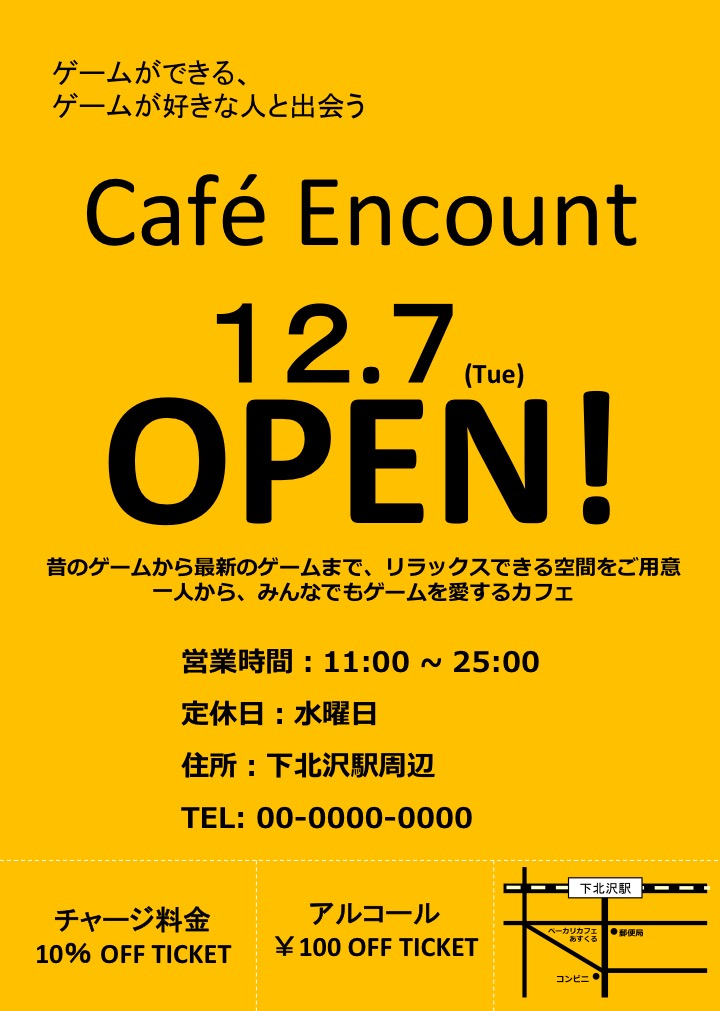 ゲームができる、
ゲームが好きな人と出会う
Café Encount
12.7 (Tue)
OPEN!
昔のゲームから最新のゲームまで、リラックスできる空間をご用意
一人から、みんなでもゲームを愛するカフェ
営業時間：11:00 ~ 25:00
定休日：水曜日
住所：下北沢駅周辺
TEL: 00-0000-0000
チャージ料金
10% OFF TICKET
アルコール
￥100 OFF TICKET
下北沢駅
ベーカリカフェ
あすくる
郵便局
コンビニ